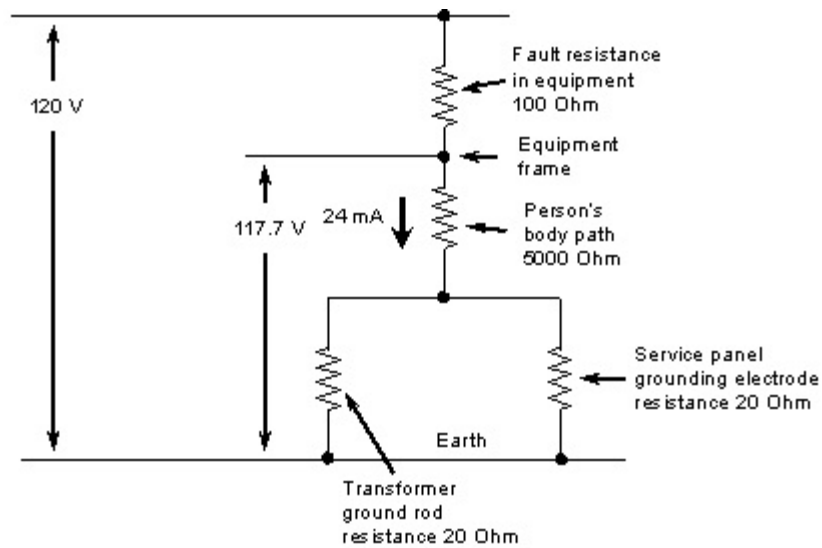 Fault resistance
in equipment
100 Ohm
120 V
Equipment
frame
117.7 V
24 mA
Person's
body path
5000 Ohm
Service panel
grounding electrode
resistance 20 Ohm
Earth
Transformer
ground rod
resistance 20 Ohm